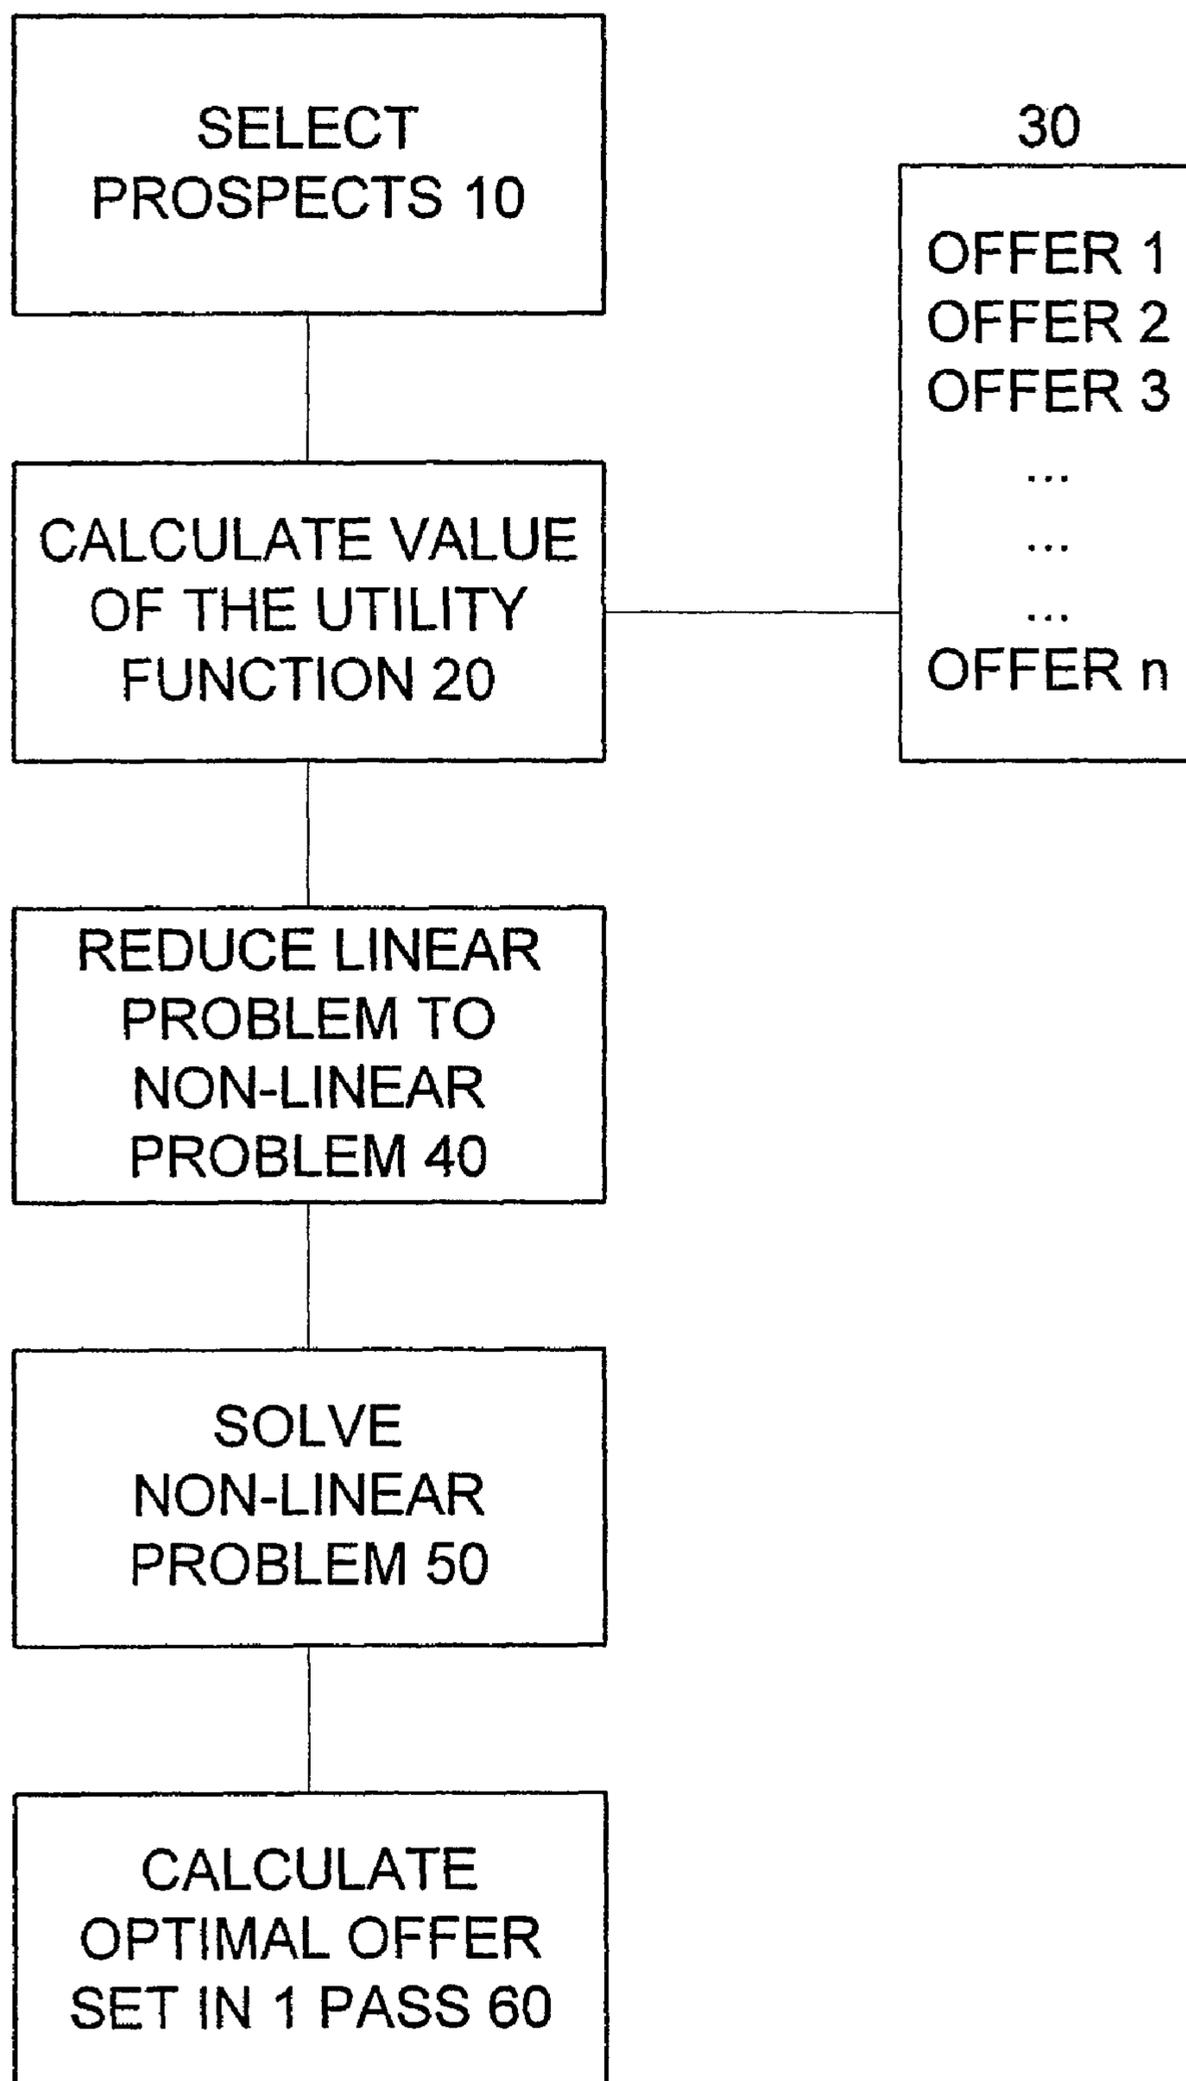 SELECT
PROSPECTS 10
30
OFFER 1
OFFER 2
OFFER 3
...
...
...
OFFER n
CALCULATE VALUE
OF THE UTILITY
FUNCTION 20
REDUCE LINEAR
PROBLEM TO
NON-LINEAR
PROBLEM 40
SOLVE
NON-LINEAR
PROBLEM 50
CALCULATE
OPTIMAL OFFER
SET IN 1 PASS 60